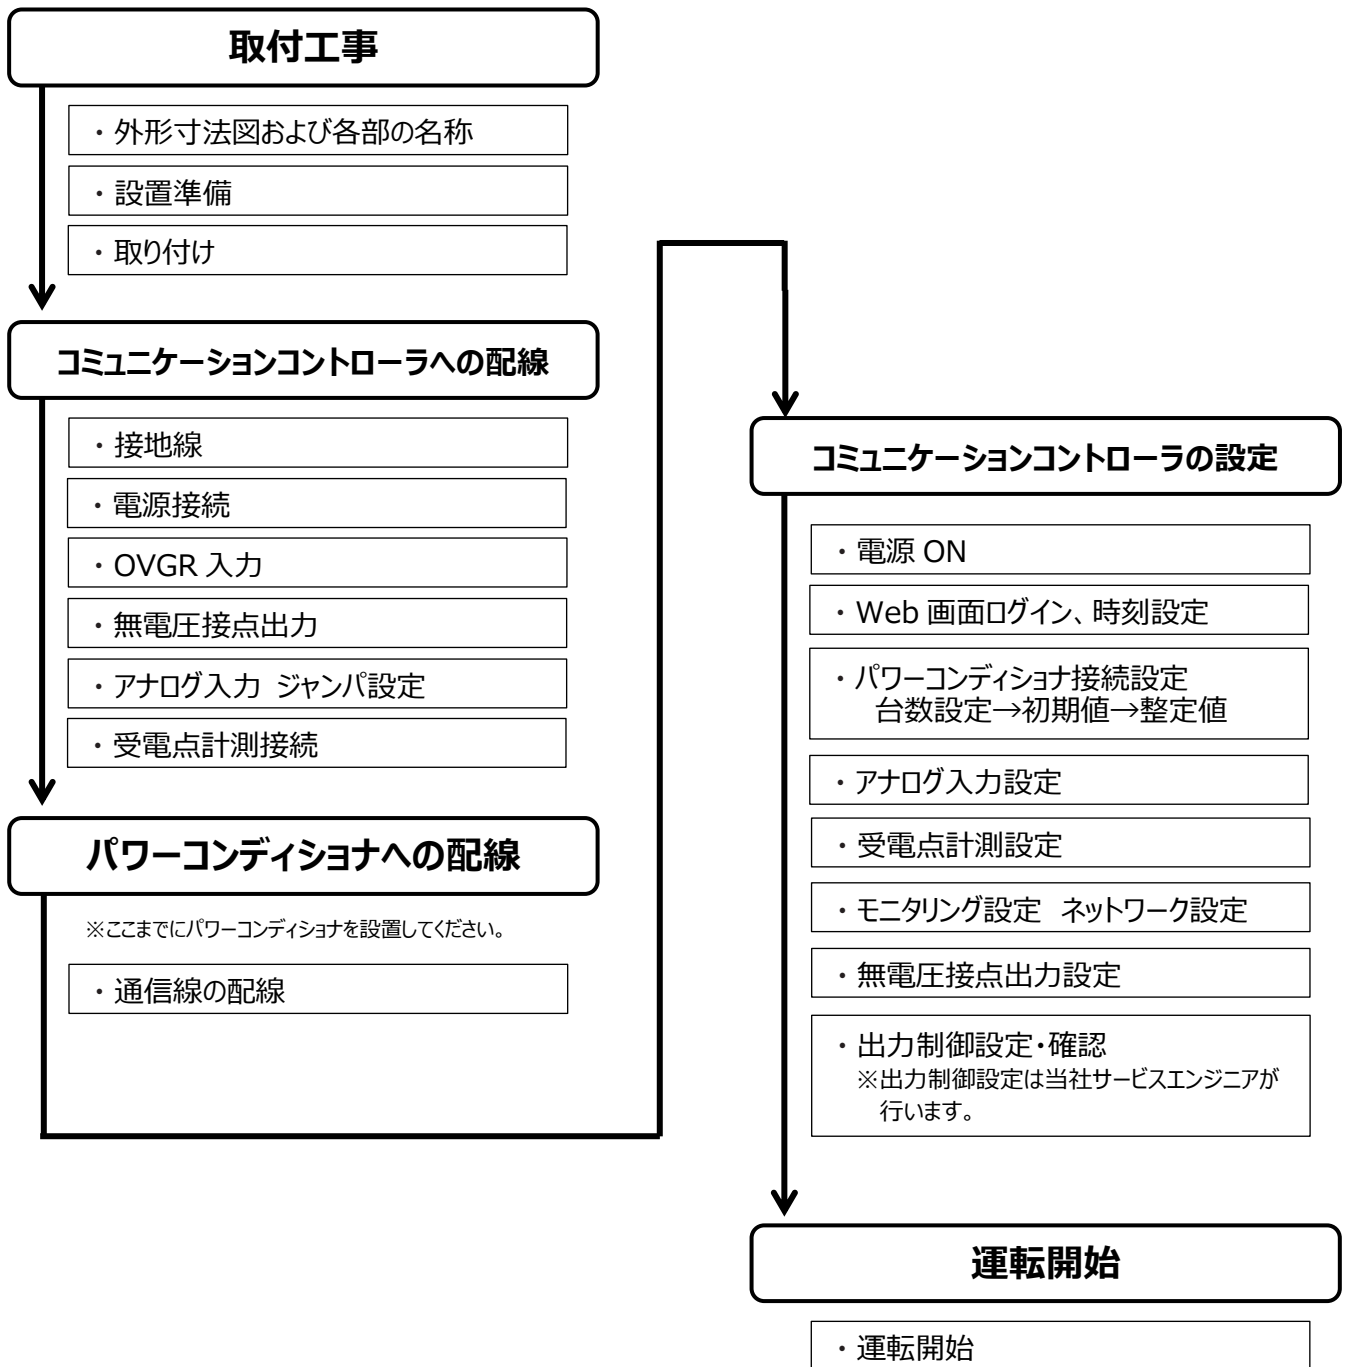 取付工事
・外形寸法図および各部の名称
・設置準備
・取り付け
コミュニケーションコントローラへの配線
・接地線
・電源接続
・OVGR 入力
・無電圧接点出力
・アナログ入力 ジャンパ設定
・受電点計測接続
パワーコンディショナへの配線
※ここまでにパワーコンディショナを設置してください。
・通信線の配線
コミュニケーションコントローラの設定
・電源 ON
・Web 画面ログイン、時刻設定
・パワーコンディショナ接続設定
台数設定→初期値→整定値
・アナログ入力設定
・受電点計測設定
・モニタリング設定 ネットワーク設定
・無電圧接点出力設定
・出力制御設定・確認
※出力制御設定は当社サービスエンジニアが
行います。
運転開始
・運転開始